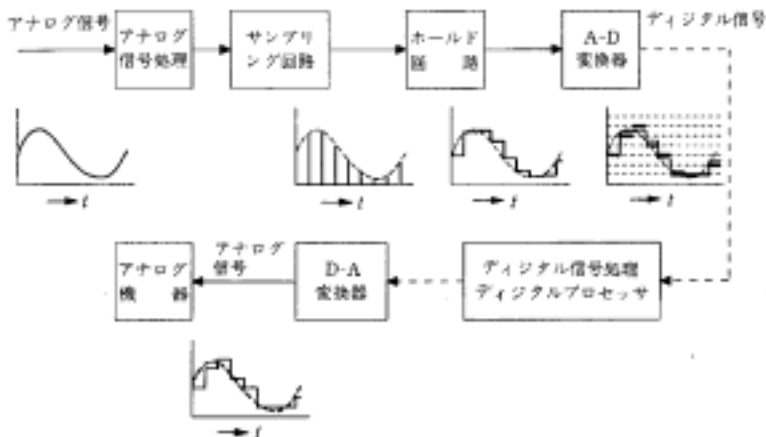 アナログ信号
アナログ
信号処理
サンプリ
ング回路
ホールド
回路
A-D
変換器
ディジタル信号
t
t
t
t
アナログ
機器
アナログ
信号
D-A
変換器
ディジタル信号処理
ディジタルプロセッサ
t